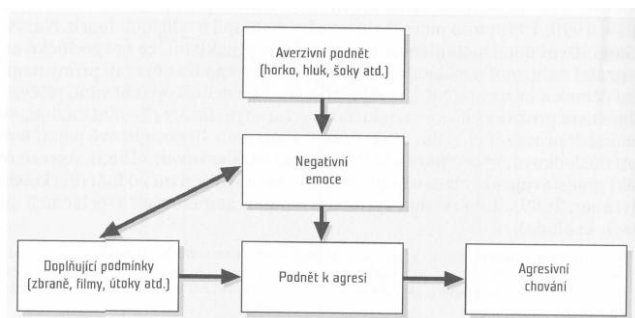 Averzivní podnět
(horko, hluk, šoky atd.)
Negativní
emoce
Doplňující podmínky
(zbraně, filmy, útoky atd.)
Podnět k agresi
Agresivní
chování